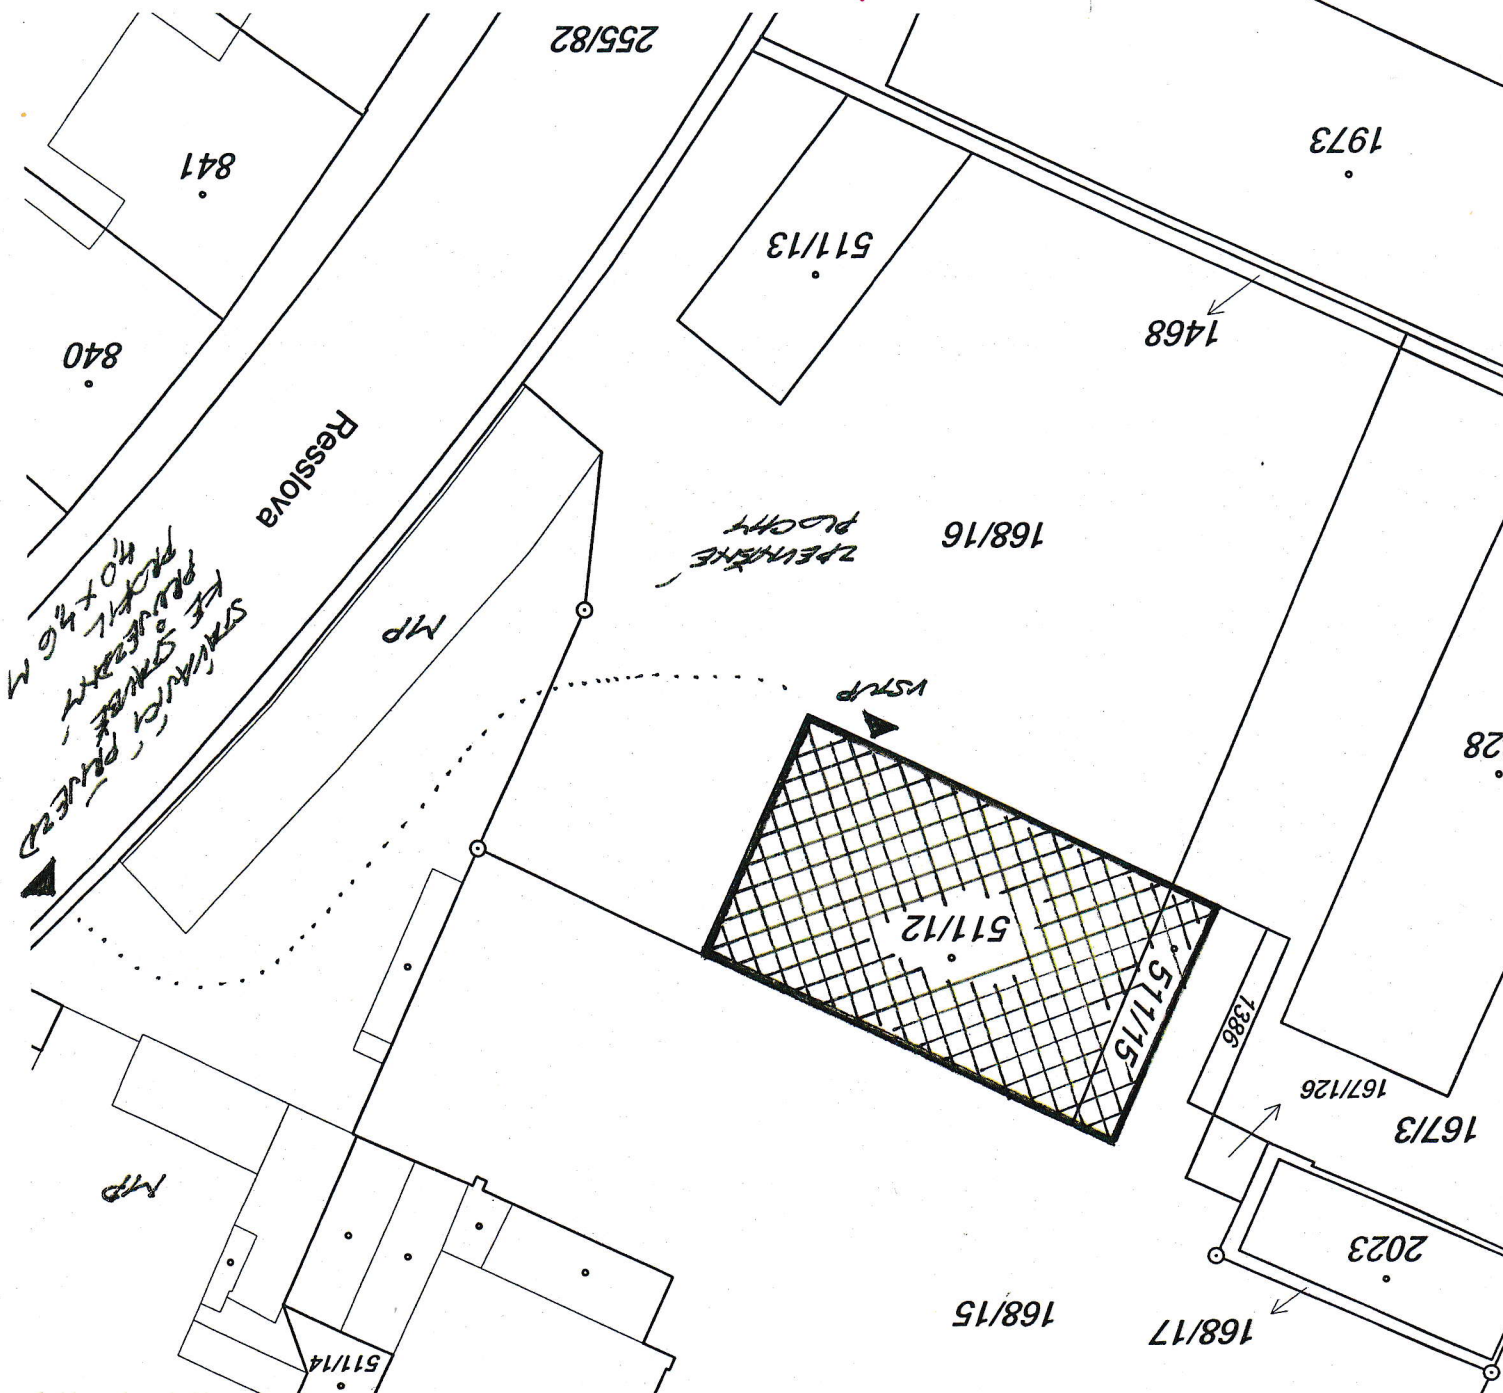 511/14
168/17
168/15
2023
MP
167/3
167/126
1386
511/15
511/12
28
VSTUP
STÁVAJÍCÍ PŘÍJEZD
KE STAVBĚ
PRŮJEZDNÝ
PROFIL
4,0 x 4,6 M
MP
ZPEVNĚNÉ
PLOCHY
168/16
Resslova
840
1468
511/13
841
1973
255/82